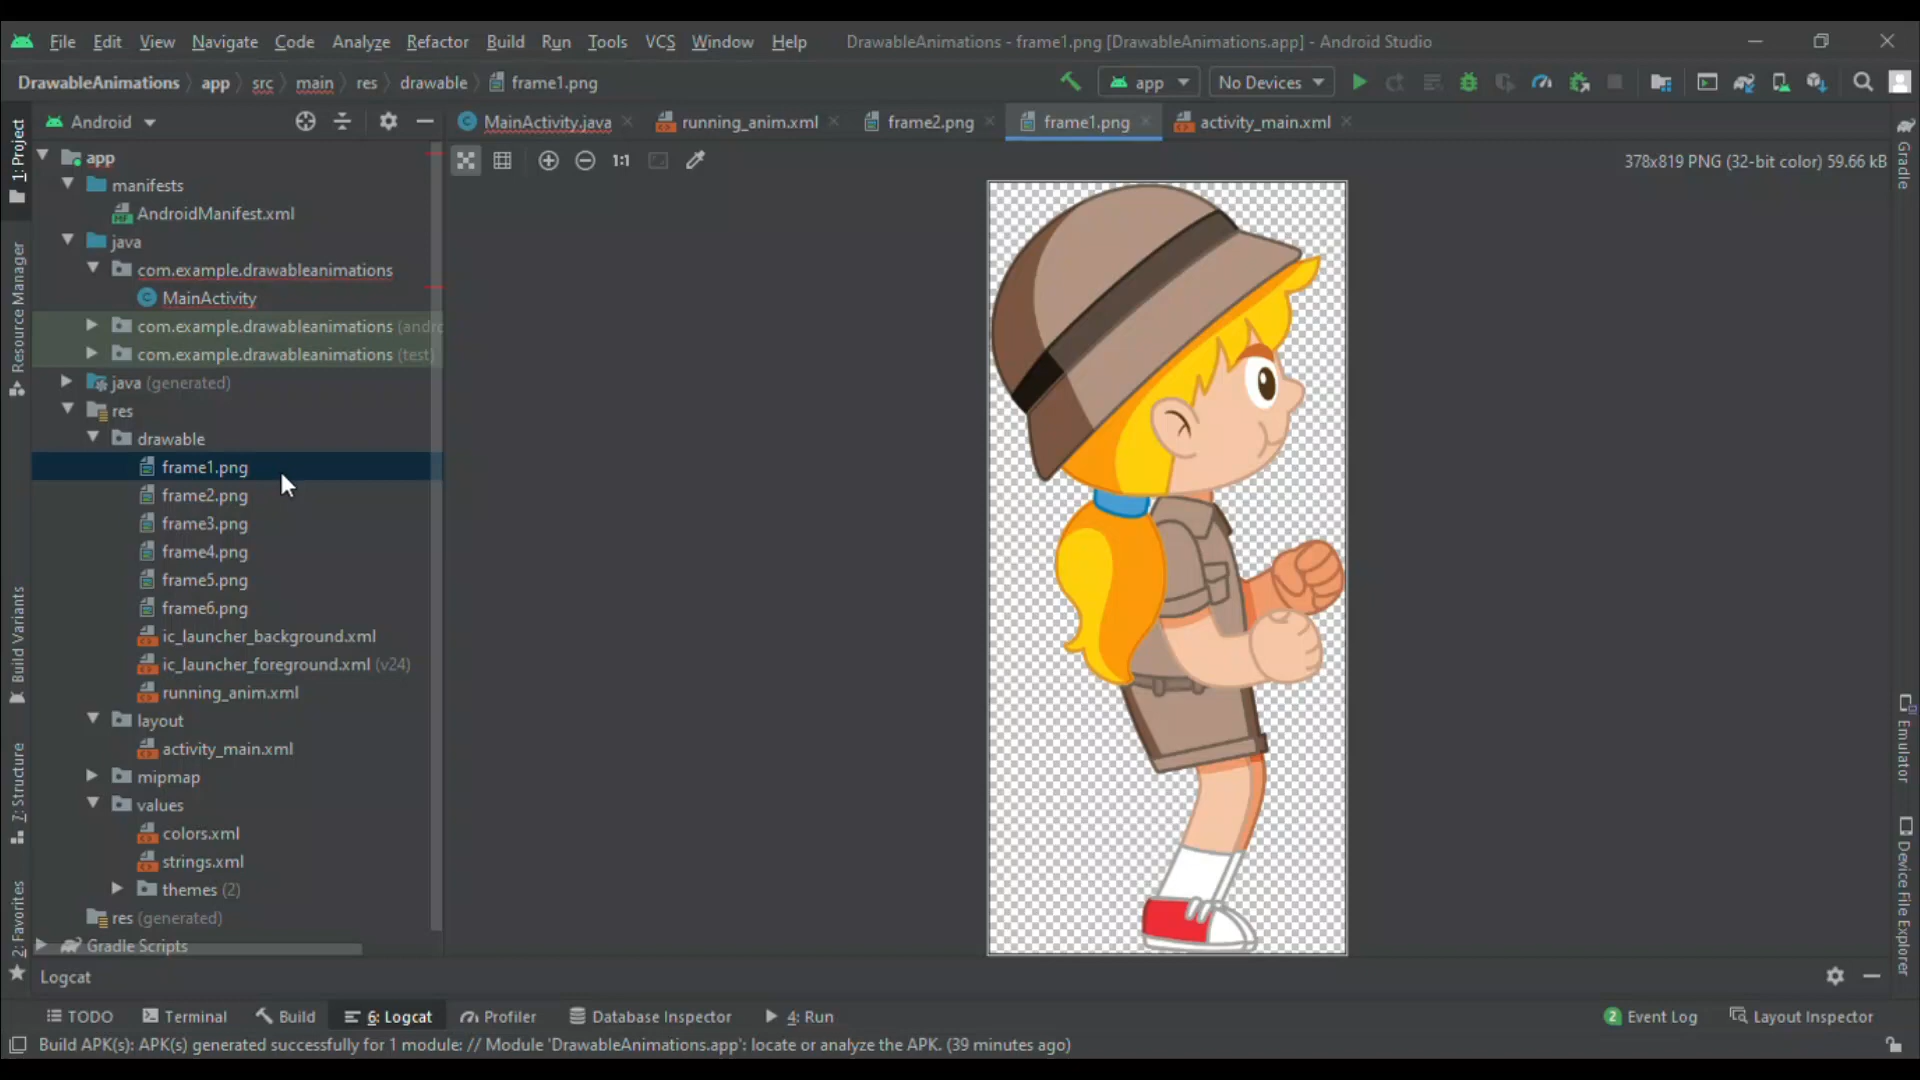 File Edit View Navigate Code Analyze Refactor Build Run Tools VCS Window Help DrawableAnimations - frame1.png [DrawableAnimations.app] - Android Studio
DrawableAnimations app src main res drawable frame1.png app No Devices
Android MainActivity.java running_anim.xml frame2.png frame1.png activity_main.xml
1:1 378x819 PNG (32-bit color) 59.66 kB
app
manifests
AndroidManifest.xml
java
com.example.drawableanimations
MainActivity
com.example.drawableanimations (andro
com.example.drawableanimations (test)
java (generated)
res
drawable
frame1.png
frame2.png
frame3.png
frame4.png
frame5.png
frame6.png
ic_launcher_background.xml
ic_launcher_foreground.xml (v24)
running_anim.xml
layout
activity_main.xml
mipmap
values
colors.xml
strings.xml
themes (2)
res (generated)
Gradle Scripts
1: Project
Resource Manager
Build Variants
7: Structure
2: Favorites
Gradle
Emulator
Device File Explorer
Logcat
TODO Terminal Build 6: Logcat Profiler Database Inspector 4: Run 2 Event Log Layout Inspector
Build APK(s): APK(s) generated successfully for 1 module: // Module 'DrawableAnimations.app': locate or analyze the APK. (39 minutes ago)